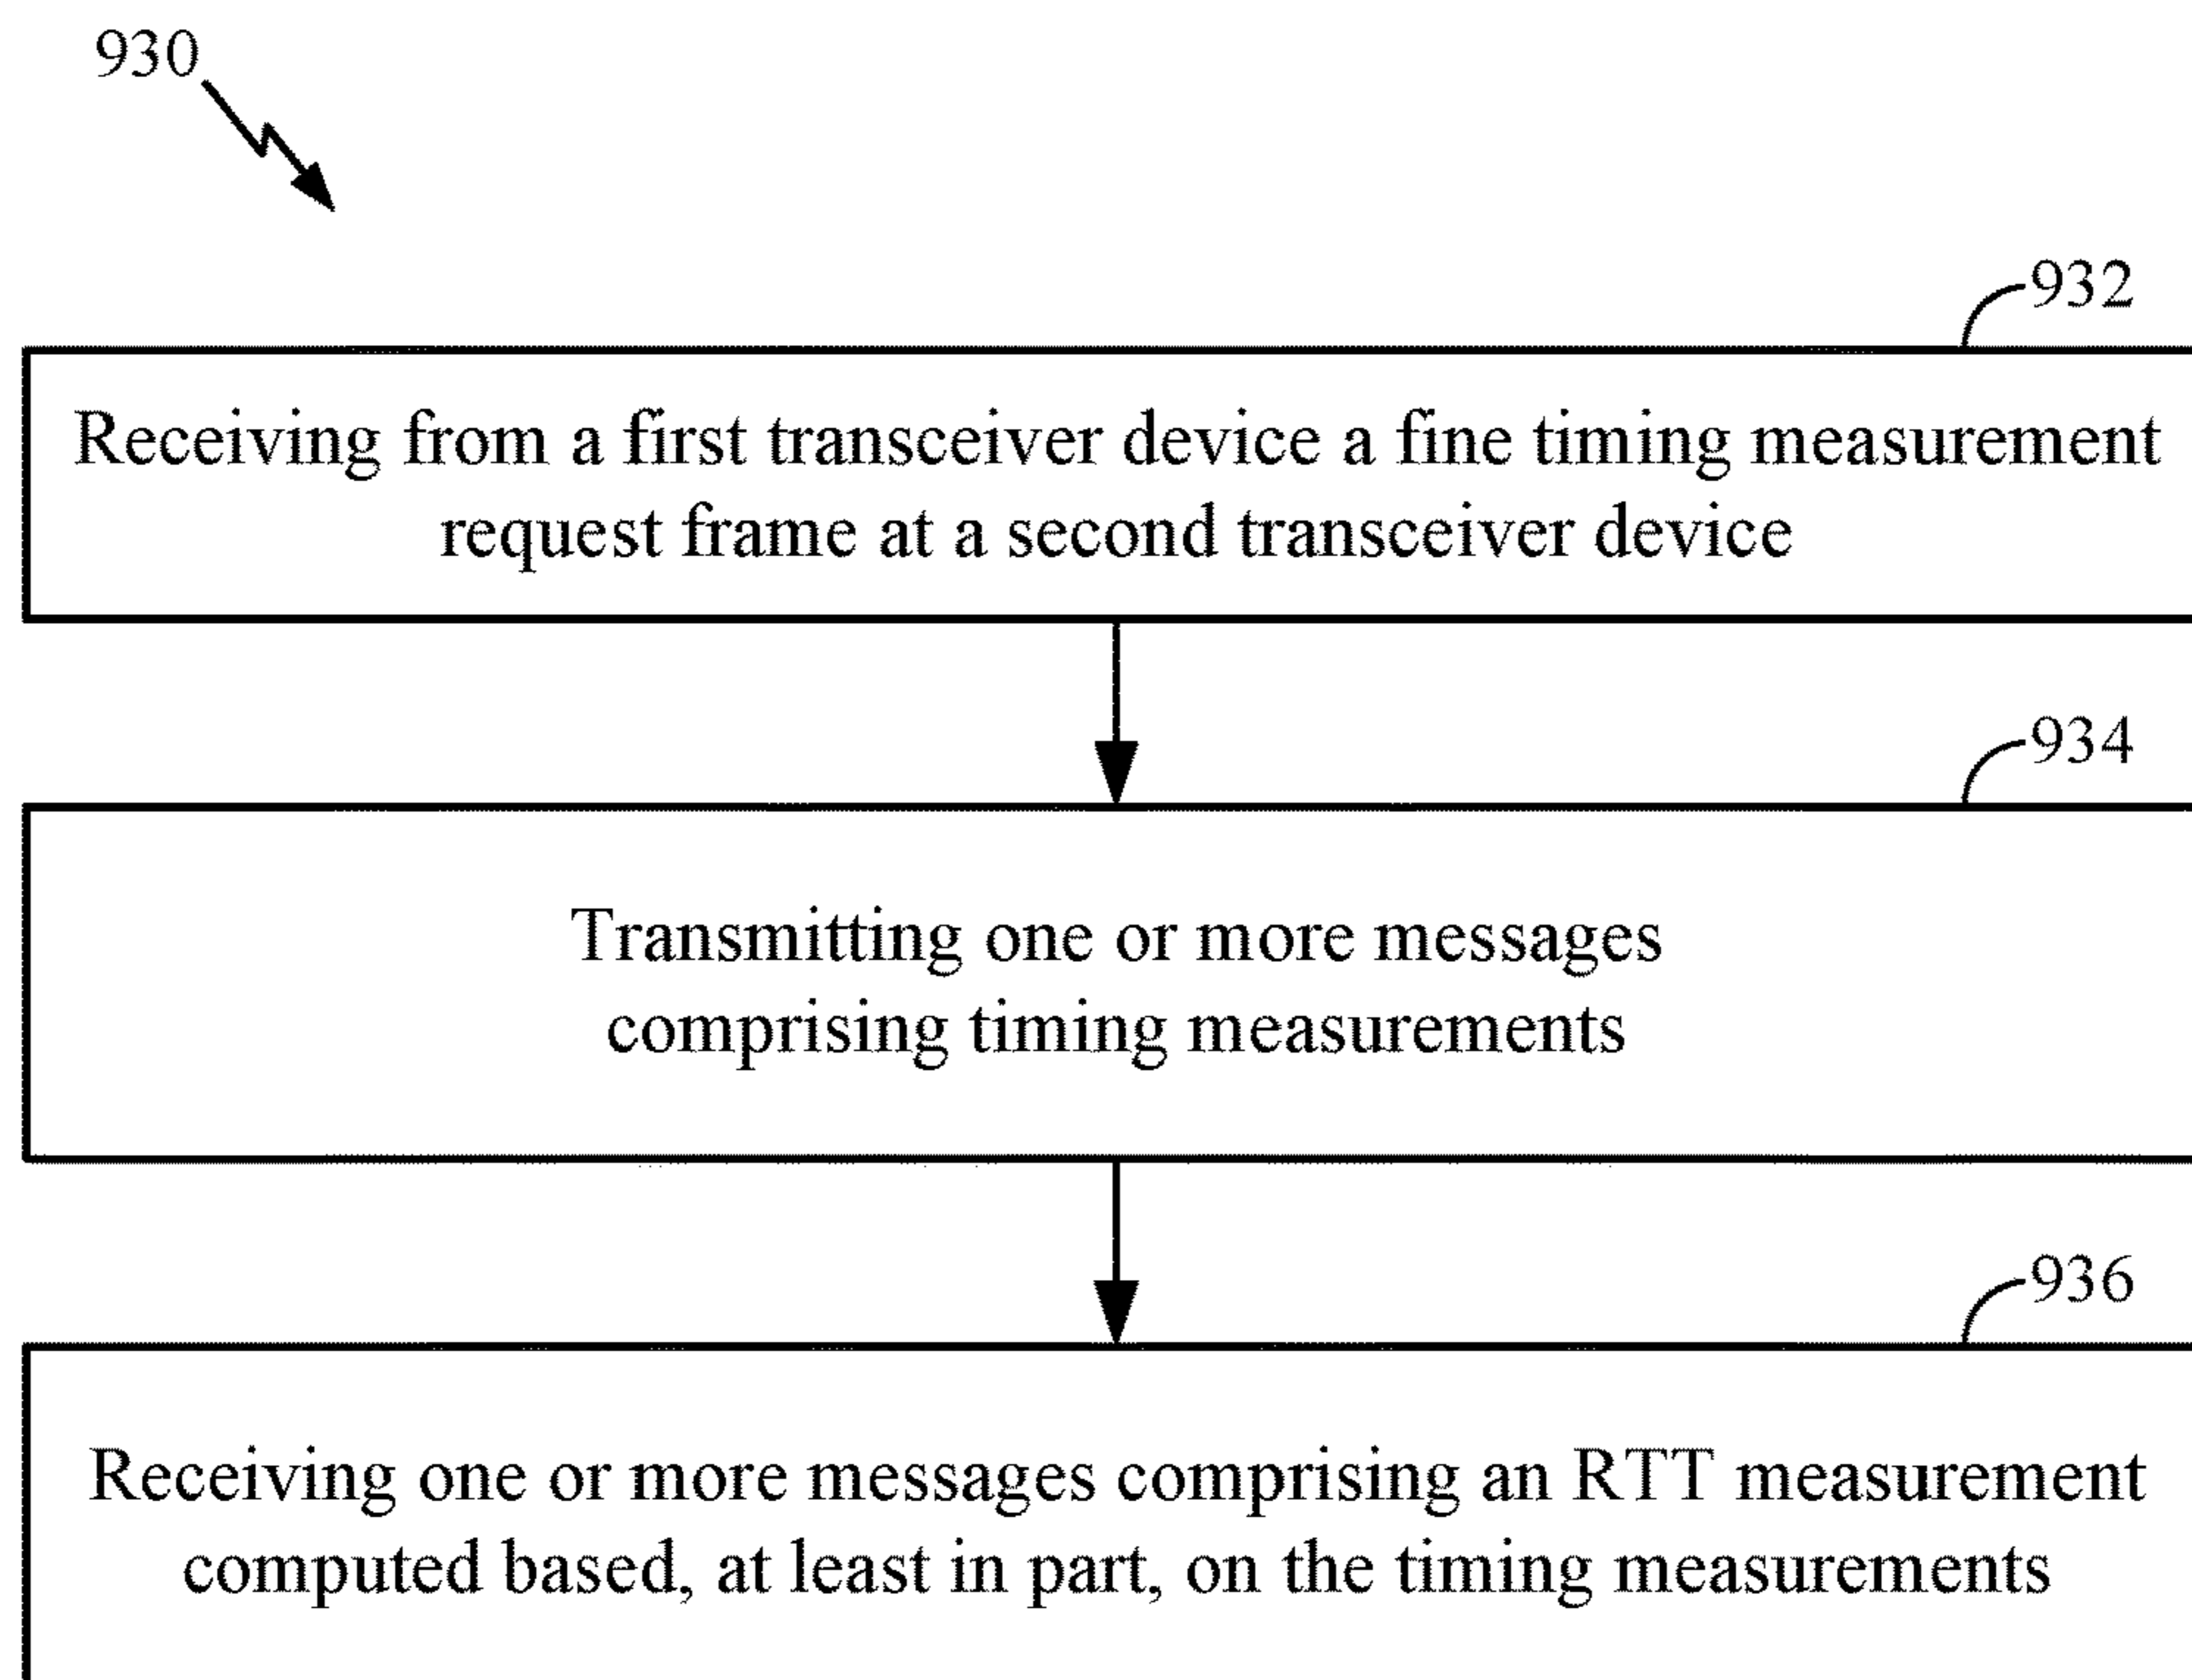 930
932
Receiving from a first transceiver device a fine timing measurement
request frame at a second transceiver device
934
Transmitting one or more messages
comprising timing measurements
936
Receiving one or more messages comprising an RTT measurement
computed based, at least in part, on the timing measurements